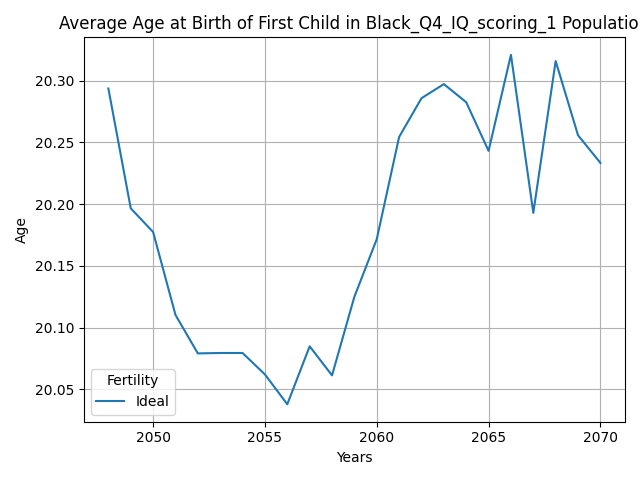 Average Age at Birth of First Child in Black_Q4_IQ_scoring_1 Populatio
20.30
20.25
20.20
20.15
20.10
20.05
Age
Fertility
Ideal
2050 2055 2060 2065 2070
Years